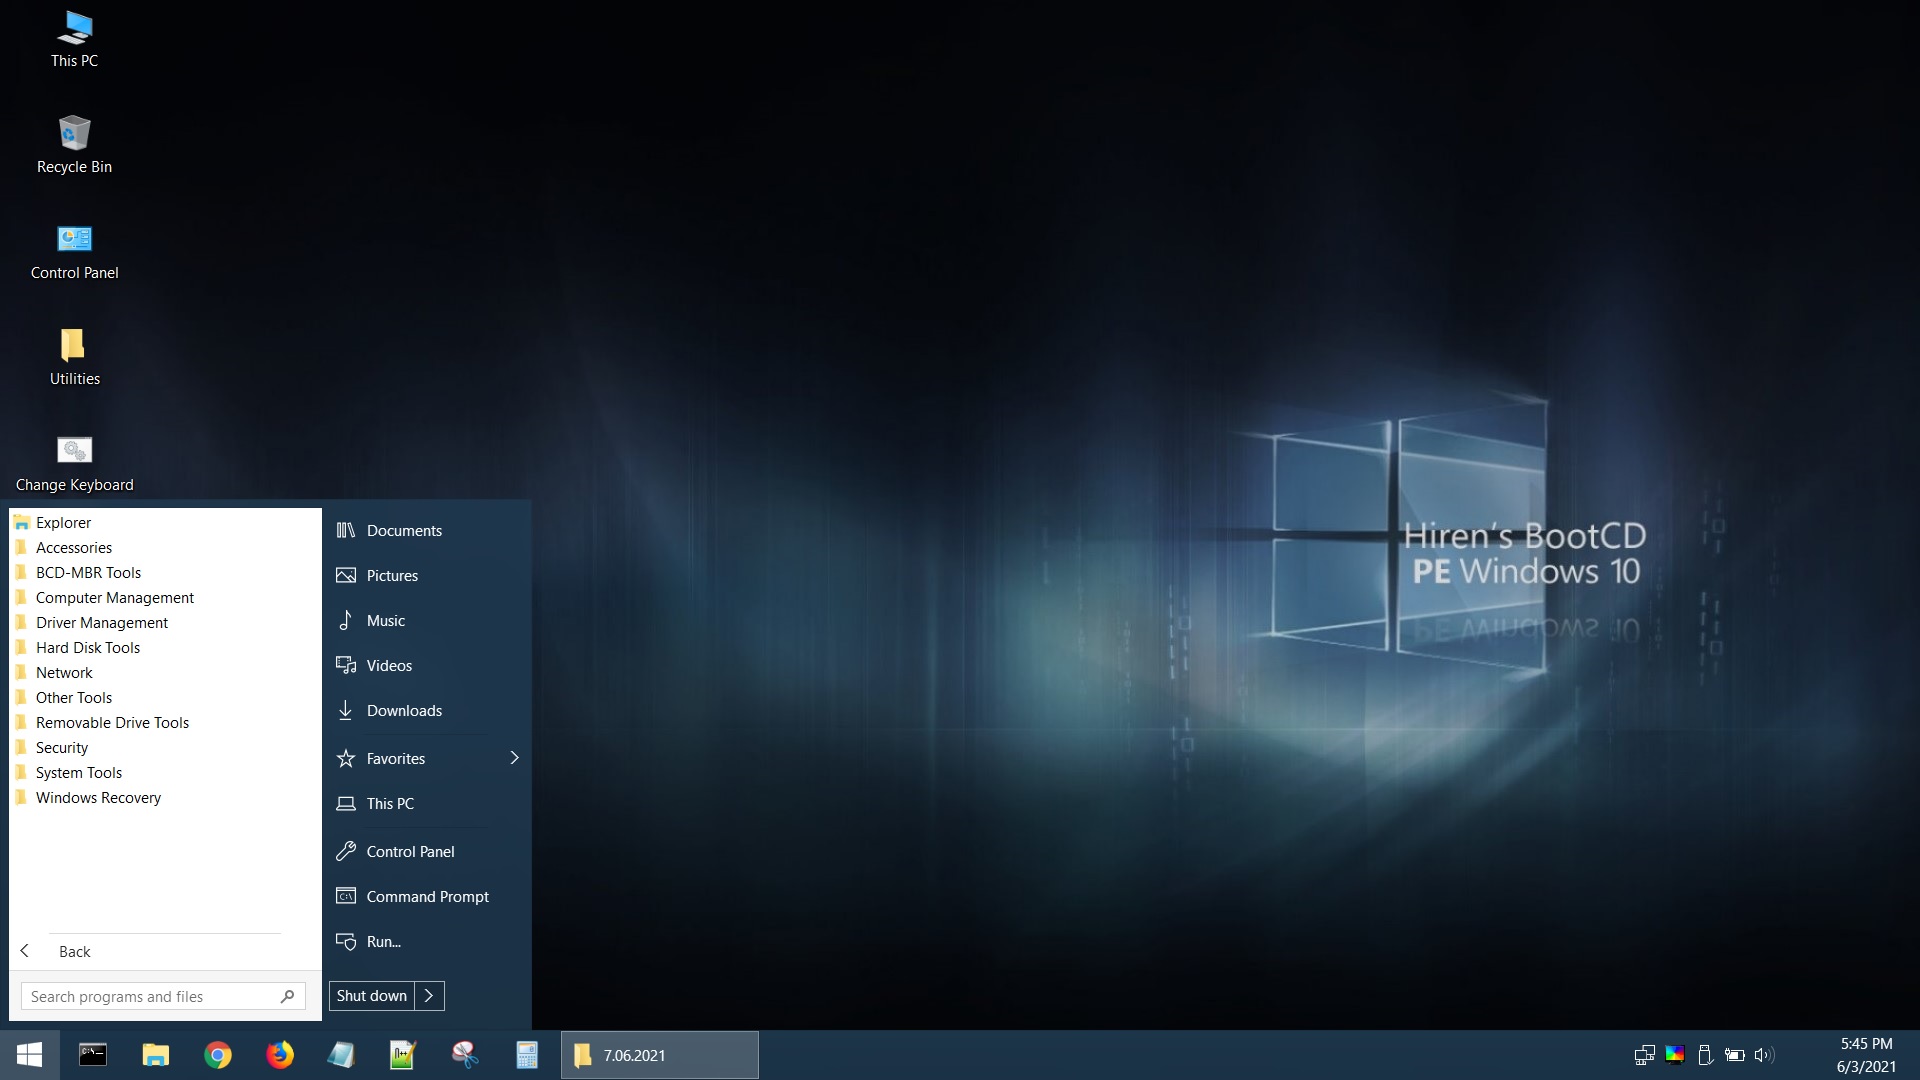 This PC
Recycle Bin
Control Panel
Utilities
Change Keyboard
Explorer
Accessories
BCD-MBR Tools
Computer Management
Driver Management
Hard Disk Tools
Network
Other Tools
Removable Drive Tools
Security
System Tools
Windows Recovery
Back
Search programs and files
Documents
Pictures
Music
Videos
Downloads
Favorites
This PC
Control Panel
Command Prompt
Run...
Shut down
Hiren's BootCD
PE Windows 10
7.06.2021
5:45 PM
6/3/2021